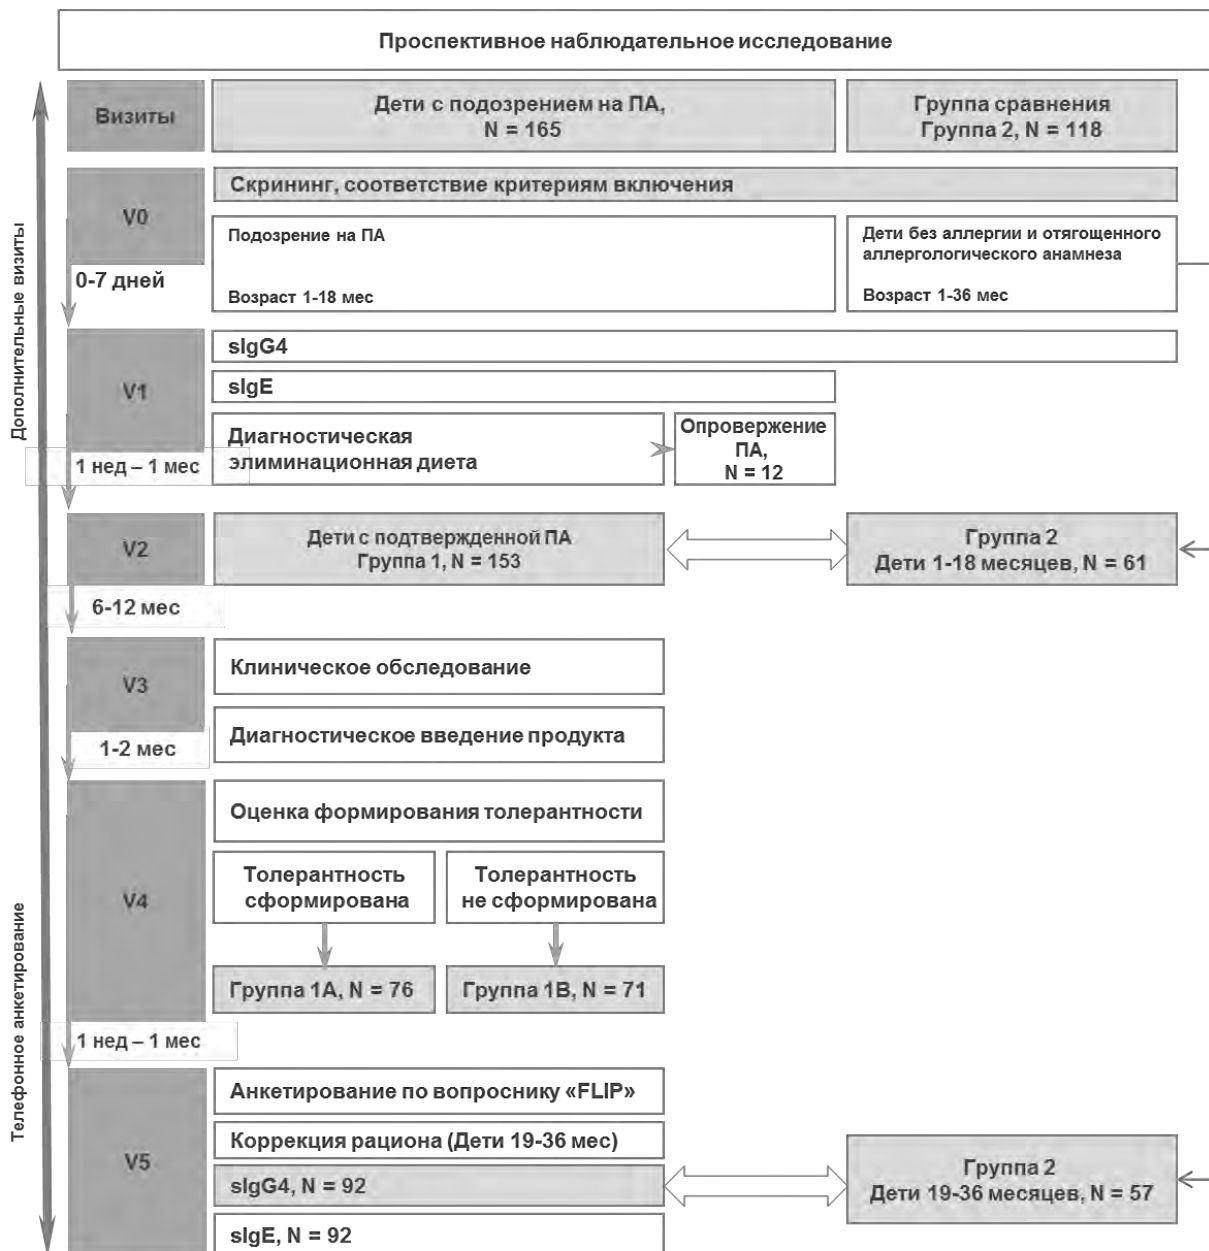 Проспективное наблюдательное исследование
Визиты
Дети с подозрением на ПА,
N = 165
Группа сравнения
Группа 2, N = 118
V0
Скрининг, соответствие критериям включения
Подозрение на ПА
Возраст 1-18 мес
Дети без аллергии и отягощенного
аллергологического анамнеза
Возраст 1-36 мес
0-7 дней
Дополнительные визиты
V1
sIgG4
sIgE
Диагностическая
элиминационная диета
Опровержение
ПА,
N = 12
1 нед – 1 мес
V2
Дети с подтвержденной ПА
Группа 1, N = 153
Группа 2
Дети 1-18 месяцев, N = 61
6-12 мес
V3
Клиническое обследование
Диагностическое введение продукта
1-2 мес
V4
Оценка формирования толерантности
Толерантность
сформирована
Толерантность
не сформирована
Группа 1А, N = 76
Группа 1В, N = 71
Телефонное анкетирование
1 нед – 1 мес
V5
Анкетирование по вопроснику «FLIP»
Коррекция рациона (Дети 19-36 мес)
sIgG4, N = 92
sIgE, N = 92
Группа 2
Дети 19-36 месяцев, N = 57